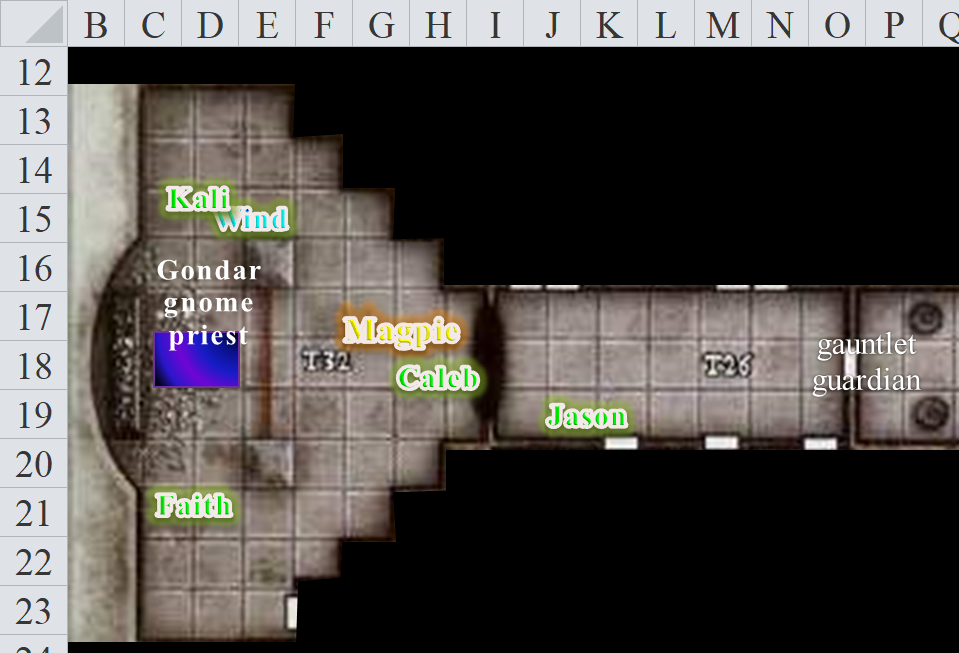 B C D E F G H I J K L M N O P Q
12
13
14
Kali
15
Wind
16
Gondar
gnome
priest
17
Magpie
gauntlet
guardian
18
T32
T26
Caleb
19
Jason
20
21
Faith
22
23
24